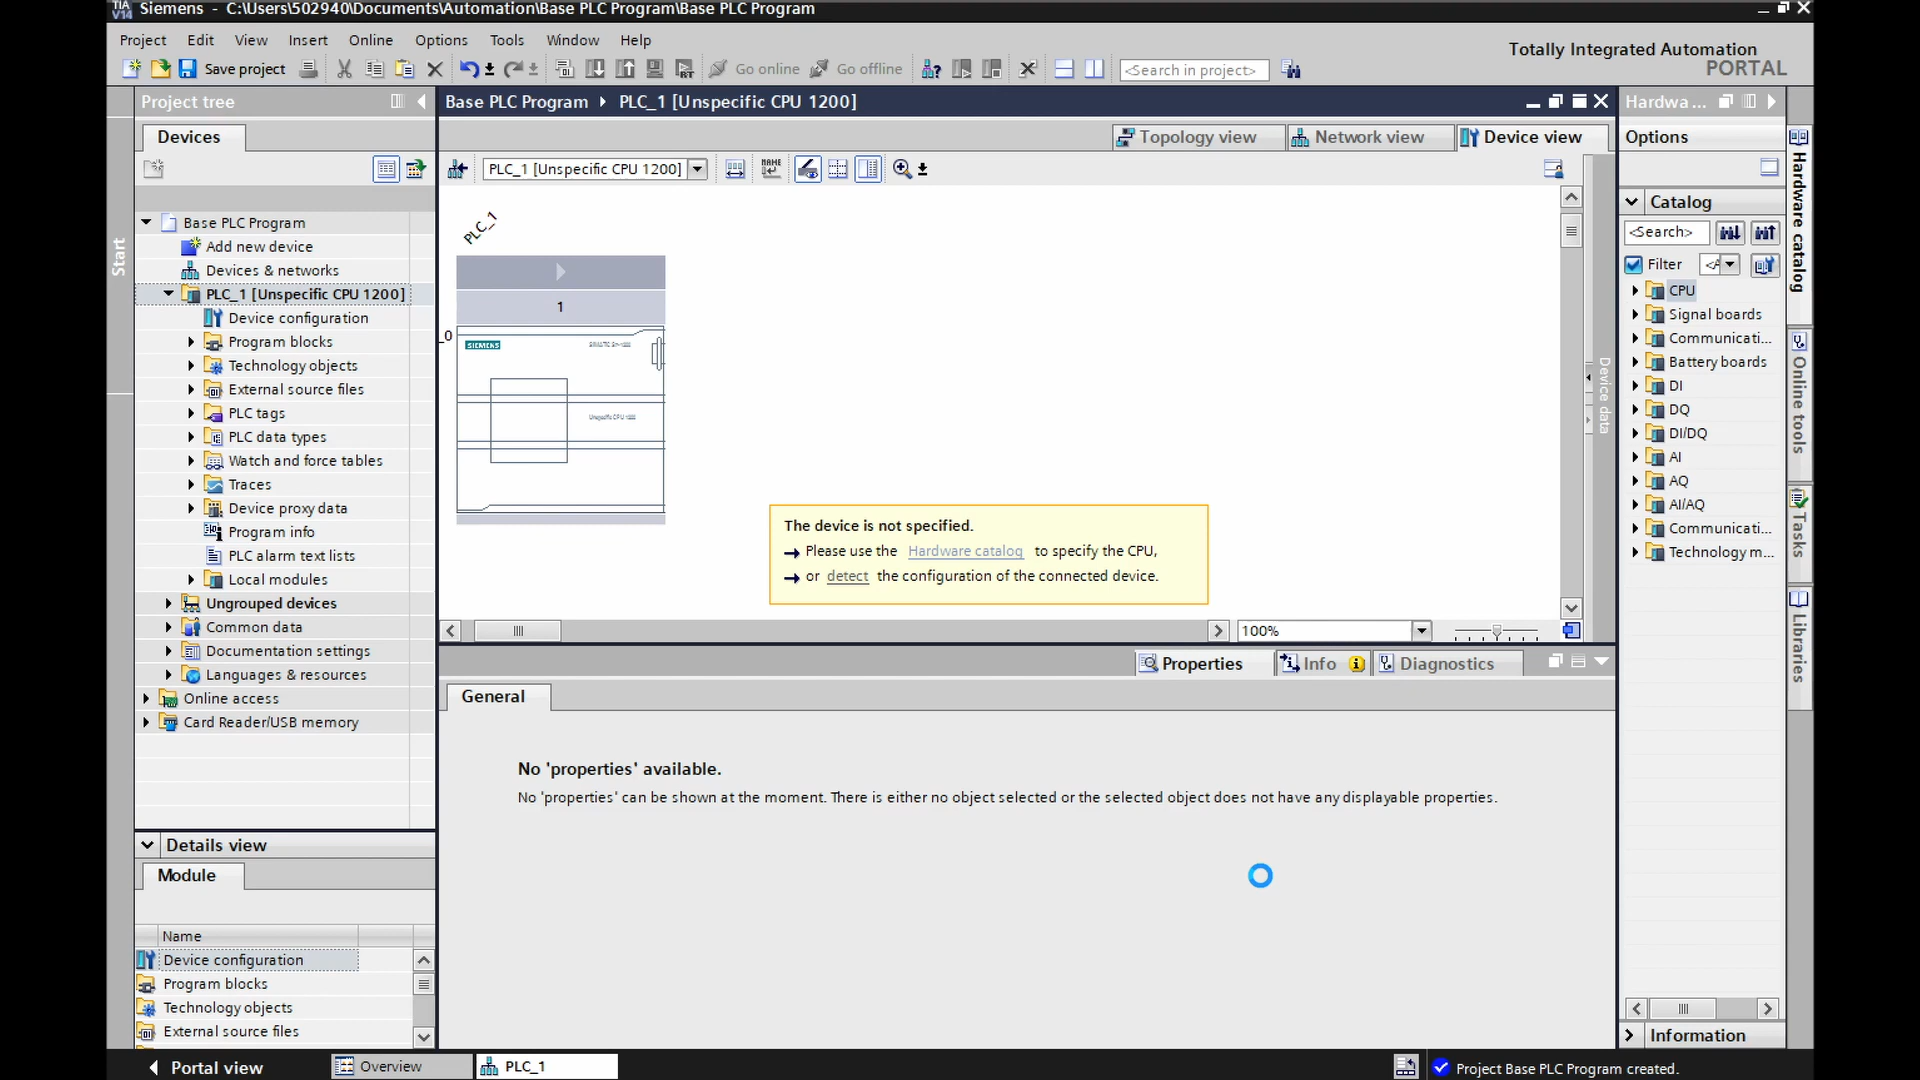 TIA V14 Siemens - C:\Users\502940\Documents\Automation\Base PLC Program\Base PLC Program
Project Edit View Insert Online Options Tools Window Help
Totally Integrated Automation
PORTAL
Save project
Go online
Go offline
<Search in project>
Project tree
Devices
Start
Base PLC Program
Add new device
Devices & networks
PLC_1 [Unspecific CPU 1200]
Device configuration
Program blocks
Technology objects
External source files
PLC tags
PLC data types
Watch and force tables
Traces
Device proxy data
Program info
PLC alarm text lists
Local modules
Ungrouped devices
Common data
Documentation settings
Languages & resources
Online access
Card Reader/USB memory
Details view
Module
Name
Device configuration
Program blocks
Technology objects
External source files
Base PLC Program PLC_1 [Unspecific CPU 1200]
Topology view
Network view
Device view
PLC_1 [Unspecific CPU 1200]
NAME
PLC_1
1
_0
SIEMENS
SIMATIC S7-1200
Unspecific CPU 1200
The device is not specified.
Please use the Hardware catalog to specify the CPU,
or detect the configuration of the connected device.
100%
Device data
Properties
Info
Diagnostics
General
No 'properties' available.
No 'properties' can be shown at the moment. There is either no object selected or the selected object does not have any displayable properties.
Hardwa...
Options
Catalog
<Search>
Filter
<A
CPU
Signal boards
Communicati...
Battery boards
DI
DQ
DI/DQ
AI
AQ
AI/AQ
Communicati...
Technology m...
Information
Hardware catalog
Online tools
Tasks
Libraries
Portal view
Overview
PLC_1
Project Base PLC Program created.